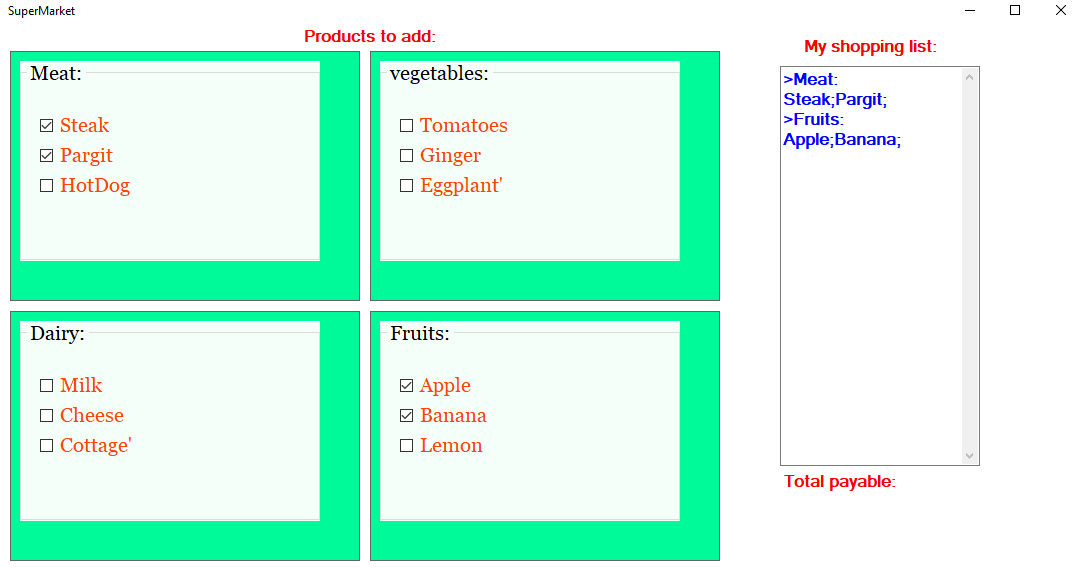 SuperMarket
Products to add:
Meat:
Steak
Pargit
HotDog
vegetables:
Tomatoes
Ginger
Eggplant'
Dairy:
Milk
Cheese
Cottage'
Fruits:
Apple
Banana
Lemon
My shopping list:
>Meat:
Steak;Pargit;
>Fruits:
Apple;Banana;
Total payable: